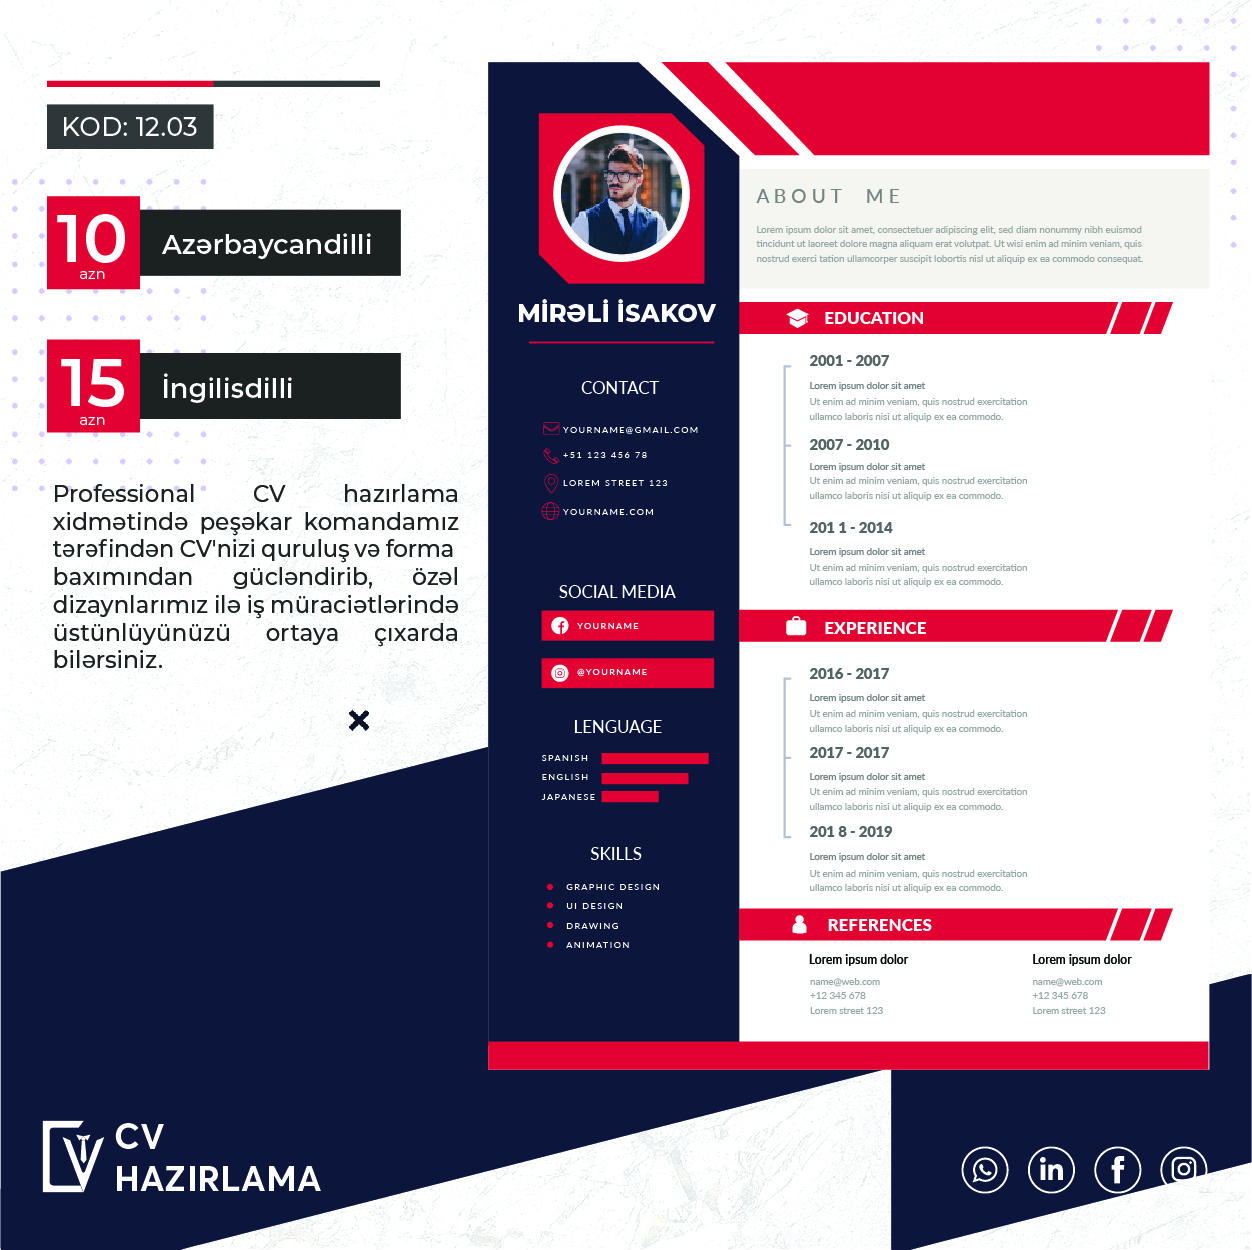 KOD: 12.03
10
azn
Azərbaycandilli
15
azn
İngilisdilli
Professional CV hazırlama
xidmətində peşəkar komandamız
tərəfindən CV'nizi quruluş və forma
baxımından gücləndirib, özəl
dizaynlarımız ilə iş müraciətlərində
üstünlüyünüzü ortaya çıxarda
bilərsiniz.
CV
HAZIRLAMA
MİRƏLİ İSAKOV
CONTACT
YOURNAME@GMAIL.COM
+51 123 456 78
LOREM STREET 123
YOURNAME.COM
SOCIAL MEDIA
YOURNAME
@YOURNAME
LENGUAGE
SPANISH
ENGLISH
JAPANESE
SKILLS
GRAPHIC DESIGN
UI DESIGN
DRAWING
ANIMATION
ABOUT ME
Lorem ipsum dolor sit amet, consectetuer adipiscing elit, sed diam nonummy nibh euismod
tincidunt ut laoreet dolore magna aliquam erat volutpat. Ut wisi enim ad minim veniam, quis
nostrud exerci tation ullamcorper suscipit lobortis nisl ut aliquip ex ea commodo consequat.
EDUCATION
2001 - 2007
Lorem ipsum dolor sit amet
Ut enim ad minim veniam, quis nostrud exercitation
ullamco laboris nisi ut aliquip ex ea commodo.
2007 - 2010
Lorem ipsum dolor sit amet
Ut enim ad minim veniam, quis nostrud exercitation
ullamco laboris nisi ut aliquip ex ea commodo.
201 1 - 2014
Lorem ipsum dolor sit amet
Ut enim ad minim veniam, quis nostrud exercitation
ullamco laboris nisi ut aliquip ex ea commodo.
EXPERIENCE
2016 - 2017
Lorem ipsum dolor sit amet
Ut enim ad minim veniam, quis nostrud exercitation
ullamco laboris nisi ut aliquip ex ea commodo.
2017 - 2017
Lorem ipsum dolor sit amet
Ut enim ad minim veniam, quis nostrud exercitation
ullamco laboris nisi ut aliquip ex ea commodo.
201 8 - 2019
Lorem ipsum dolor sit amet
Ut enim ad minim veniam, quis nostrud exercitation
ullamco laboris nisi ut aliquip ex ea commodo.
REFERENCES
Lorem ipsum dolor
name@web.com
+12 345 678
Lorem street 123
Lorem ipsum dolor
name@web.com
+12 345 678
Lorem street 123